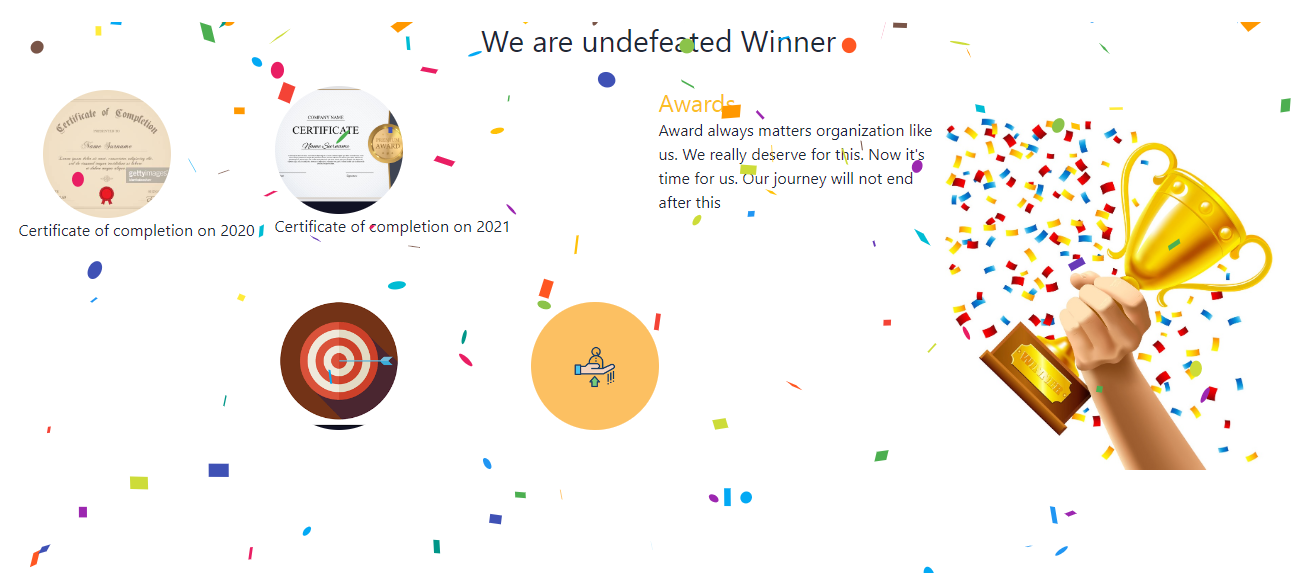 We are undefeated Winner
Certificate of Completion
Name Surname
gettyimages
Certificate of completion on 2020
COMPANY NAME
CERTIFICATE
Name Surname
PREMIUM
AWARD
Certificate of completion on 2021
Awards
Award always matters organization like
us. We really deserve for this. Now it's
time for us. Our journey will not end
after this
WINNER